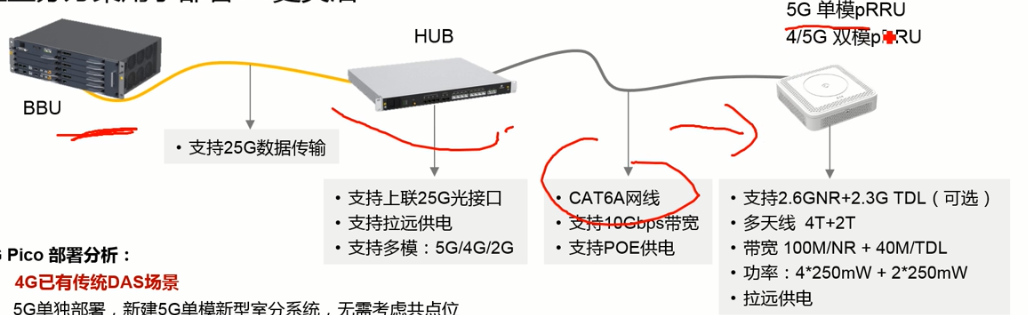 5G 单模pRRU
4/5G 双模p RU
HUB
BBU
• 支持25G数据传输
• 支持上联25G光接口
• 支持拉远供电
• 支持多模：5G/4G/2G
• CAT6A网线
• 支持10Gbps带宽
• 支持POE供电
• 支持2.6GNR+2.3G TDL（可选）
• 多天线 4T+2T
• 带宽 100M/NR + 40M/TDL
• 功率：4*250mW + 2*250mW
• 拉远供电
Pico 部署分析：
4G已有传统DAS场景
5G单独部署，新建5G单模新型室分系统，无需考虑共点位